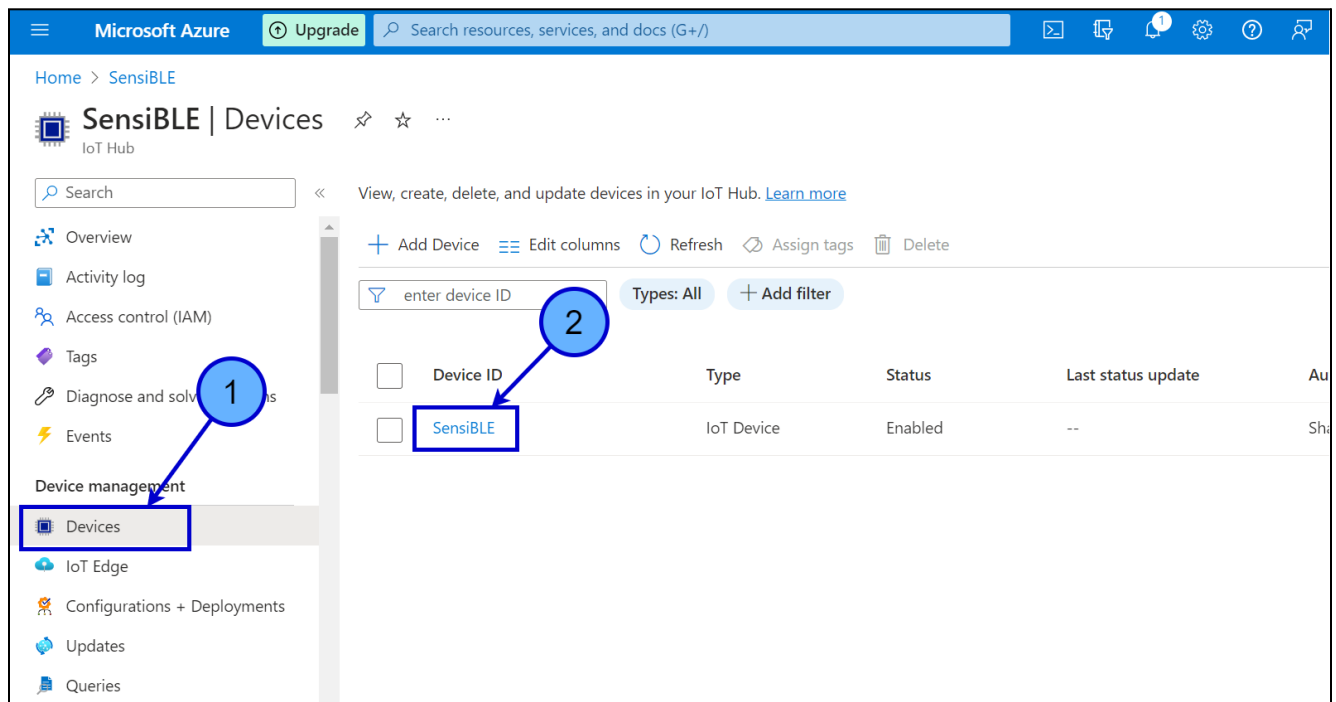 Microsoft Azure Upgrade Search resources, services, and docs (G+/) 1
Home > SensiBLE
SensiBLE | Devices ...
IoT Hub
Search «
View, create, delete, and update devices in your IoT Hub. Learn more
Overview
Activity log
Access control (IAM)
Tags
Diagnose and solv ns
Events
Device management
Devices
IoT Edge
Configurations + Deployments
Updates
Queries
+ Add Device Edit columns Refresh Assign tags Delete
enter device ID Types: All + Add filter
1
2
Device ID Type Status Last status update Au
SensiBLE IoT Device Enabled -- Sha